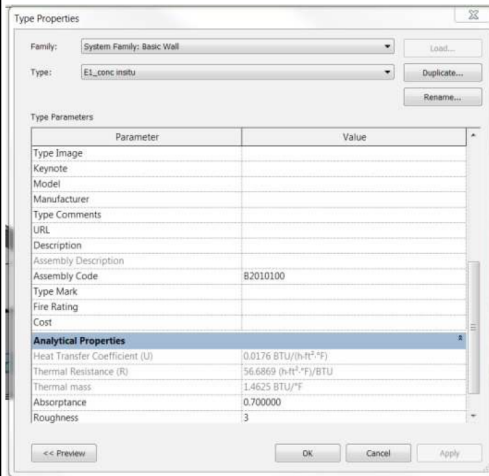 Type Properties
Family: System Family: Basic Wall Load...
Type: E1_conc insitu Duplicate...
Rename...
Type Parameters
Parameter Value
Type Image
Keynote
Model
Manufacturer
Type Comments
URL
Description
Assembly Description
Assembly Code B2010100
Type Mark
Fire Rating
Cost
Analytical Properties
Heat Transfer Coefficient (U) 0.0176 BTU/(h·ft²·°F)
Thermal Resistance (R) 56.6869 (h·ft²·°F)/BTU
Thermal mass 1.4625 BTU/°F
Absorptance 0.700000
Roughness 3
<< Preview OK Cancel Apply